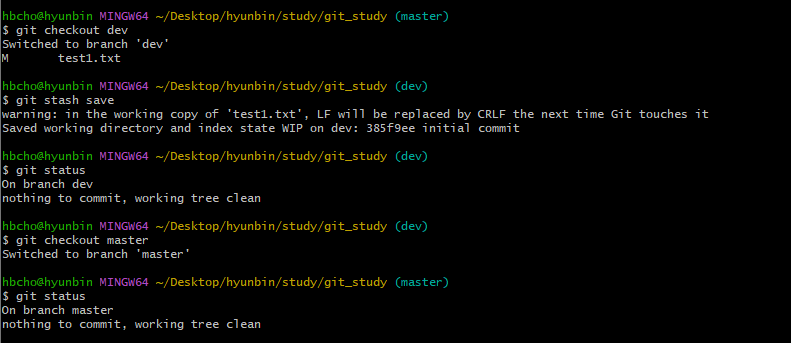 hbcho@hyunbin MINGW64 ~/Desktop/hyunbin/study/git_study (master)
$ git checkout dev
Switched to branch 'dev'
M       test1.txt
hbcho@hyunbin MINGW64 ~/Desktop/hyunbin/study/git_study (dev)
$ git stash save
warning: in the working copy of 'test1.txt', LF will be replaced by CRLF the next time Git touches it
Saved working directory and index state WIP on dev: 385f9ee initial commit
hbcho@hyunbin MINGW64 ~/Desktop/hyunbin/study/git_study (dev)
$ git status
On branch dev
nothing to commit, working tree clean
hbcho@hyunbin MINGW64 ~/Desktop/hyunbin/study/git_study (dev)
$ git checkout master
Switched to branch 'master'
hbcho@hyunbin MINGW64 ~/Desktop/hyunbin/study/git_study (master)
$ git status
On branch master
nothing to commit, working tree clean